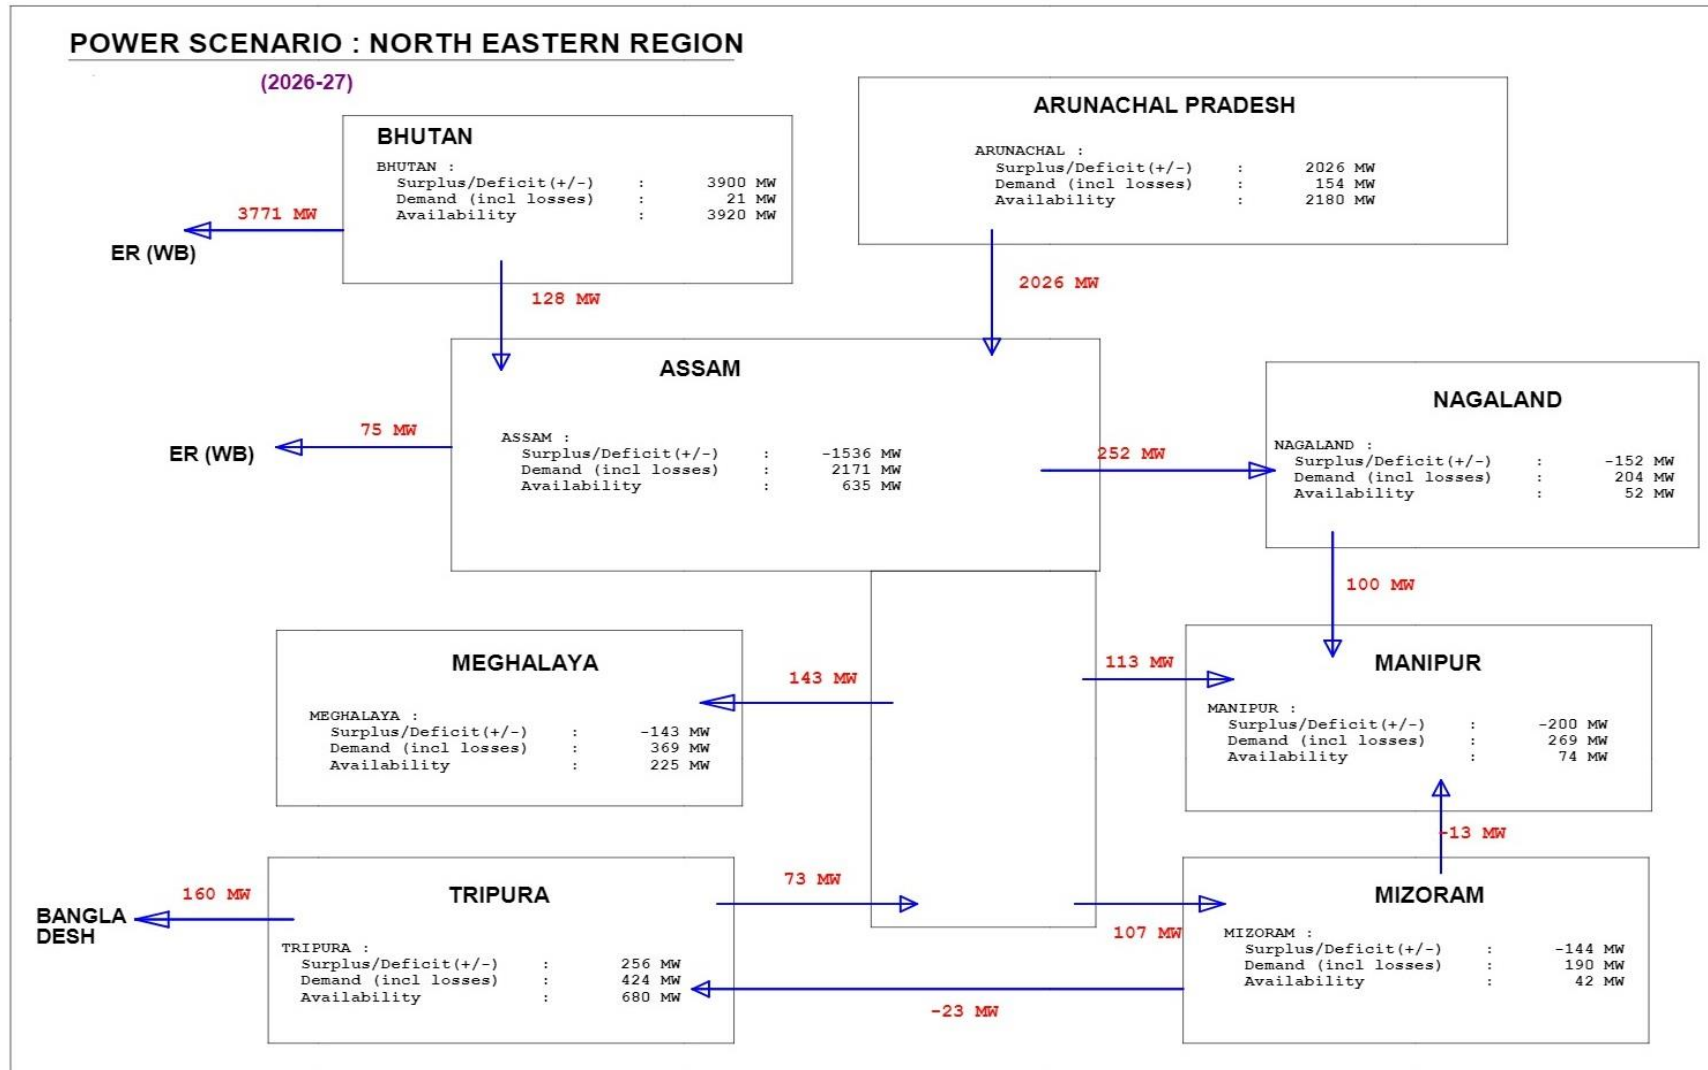 POWER SCENARIO : NORTH EASTERN REGION
(2026-27)
BHUTAN
BHUTAN :
Surplus/Deficit(+/-) : 3900 MW
Demand (incl losses) : 21 MW
Availability : 3920 MW
ARUNACHAL PRADESH
ARUNACHAL :
Surplus/Deficit(+/-) : 2026 MW
Demand (incl losses) : 154 MW
Availability : 2180 MW
3771 MW
ER (WB)
128 MW
2026 MW
ASSAM
ASSAM :
Surplus/Deficit(+/-) : -1536 MW
Demand (incl losses) : 2171 MW
Availability : 635 MW
75 MW
ER (WB)
252 MW
NAGALAND
NAGALAND :
Surplus/Deficit(+/-) : -152 MW
Demand (incl losses) : 204 MW
Availability : 52 MW
100 MW
MEGHALAYA
MEGHALAYA :
Surplus/Deficit(+/-) : -143 MW
Demand (incl losses) : 369 MW
Availability : 225 MW
143 MW
113 MW
MANIPUR
MANIPUR :
Surplus/Deficit(+/-) : -200 MW
Demand (incl losses) : 269 MW
Availability : 74 MW
-13 MW
160 MW
BANGLA
DESH
TRIPURA
TRIPURA :
Surplus/Deficit(+/-) : 256 MW
Demand (incl losses) : 424 MW
Availability : 680 MW
73 MW
107 MW
-23 MW
MIZORAM
MIZORAM :
Surplus/Deficit(+/-) : -144 MW
Demand (incl losses) : 190 MW
Availability : 42 MW